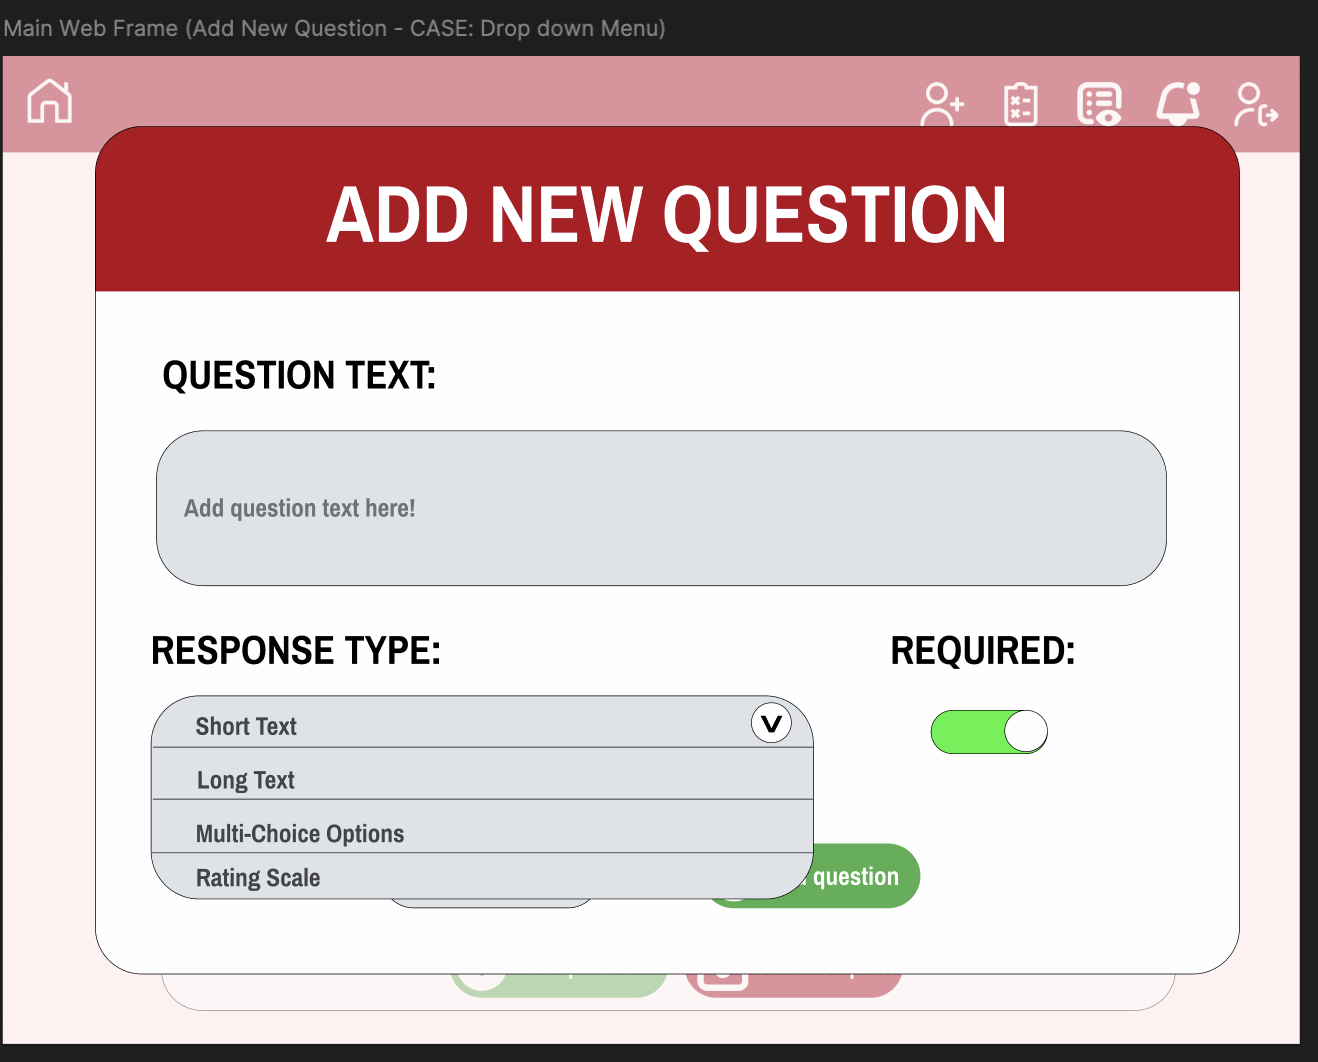 Main Web Frame (Add New Question - CASE: Drop down Menu)
ADD NEW QUESTION
QUESTION TEXT:
Add question text here!
RESPONSE TYPE:
REQUIRED:
Short Text
V
Long Text
Multi-Choice Options
Rating Scale
question